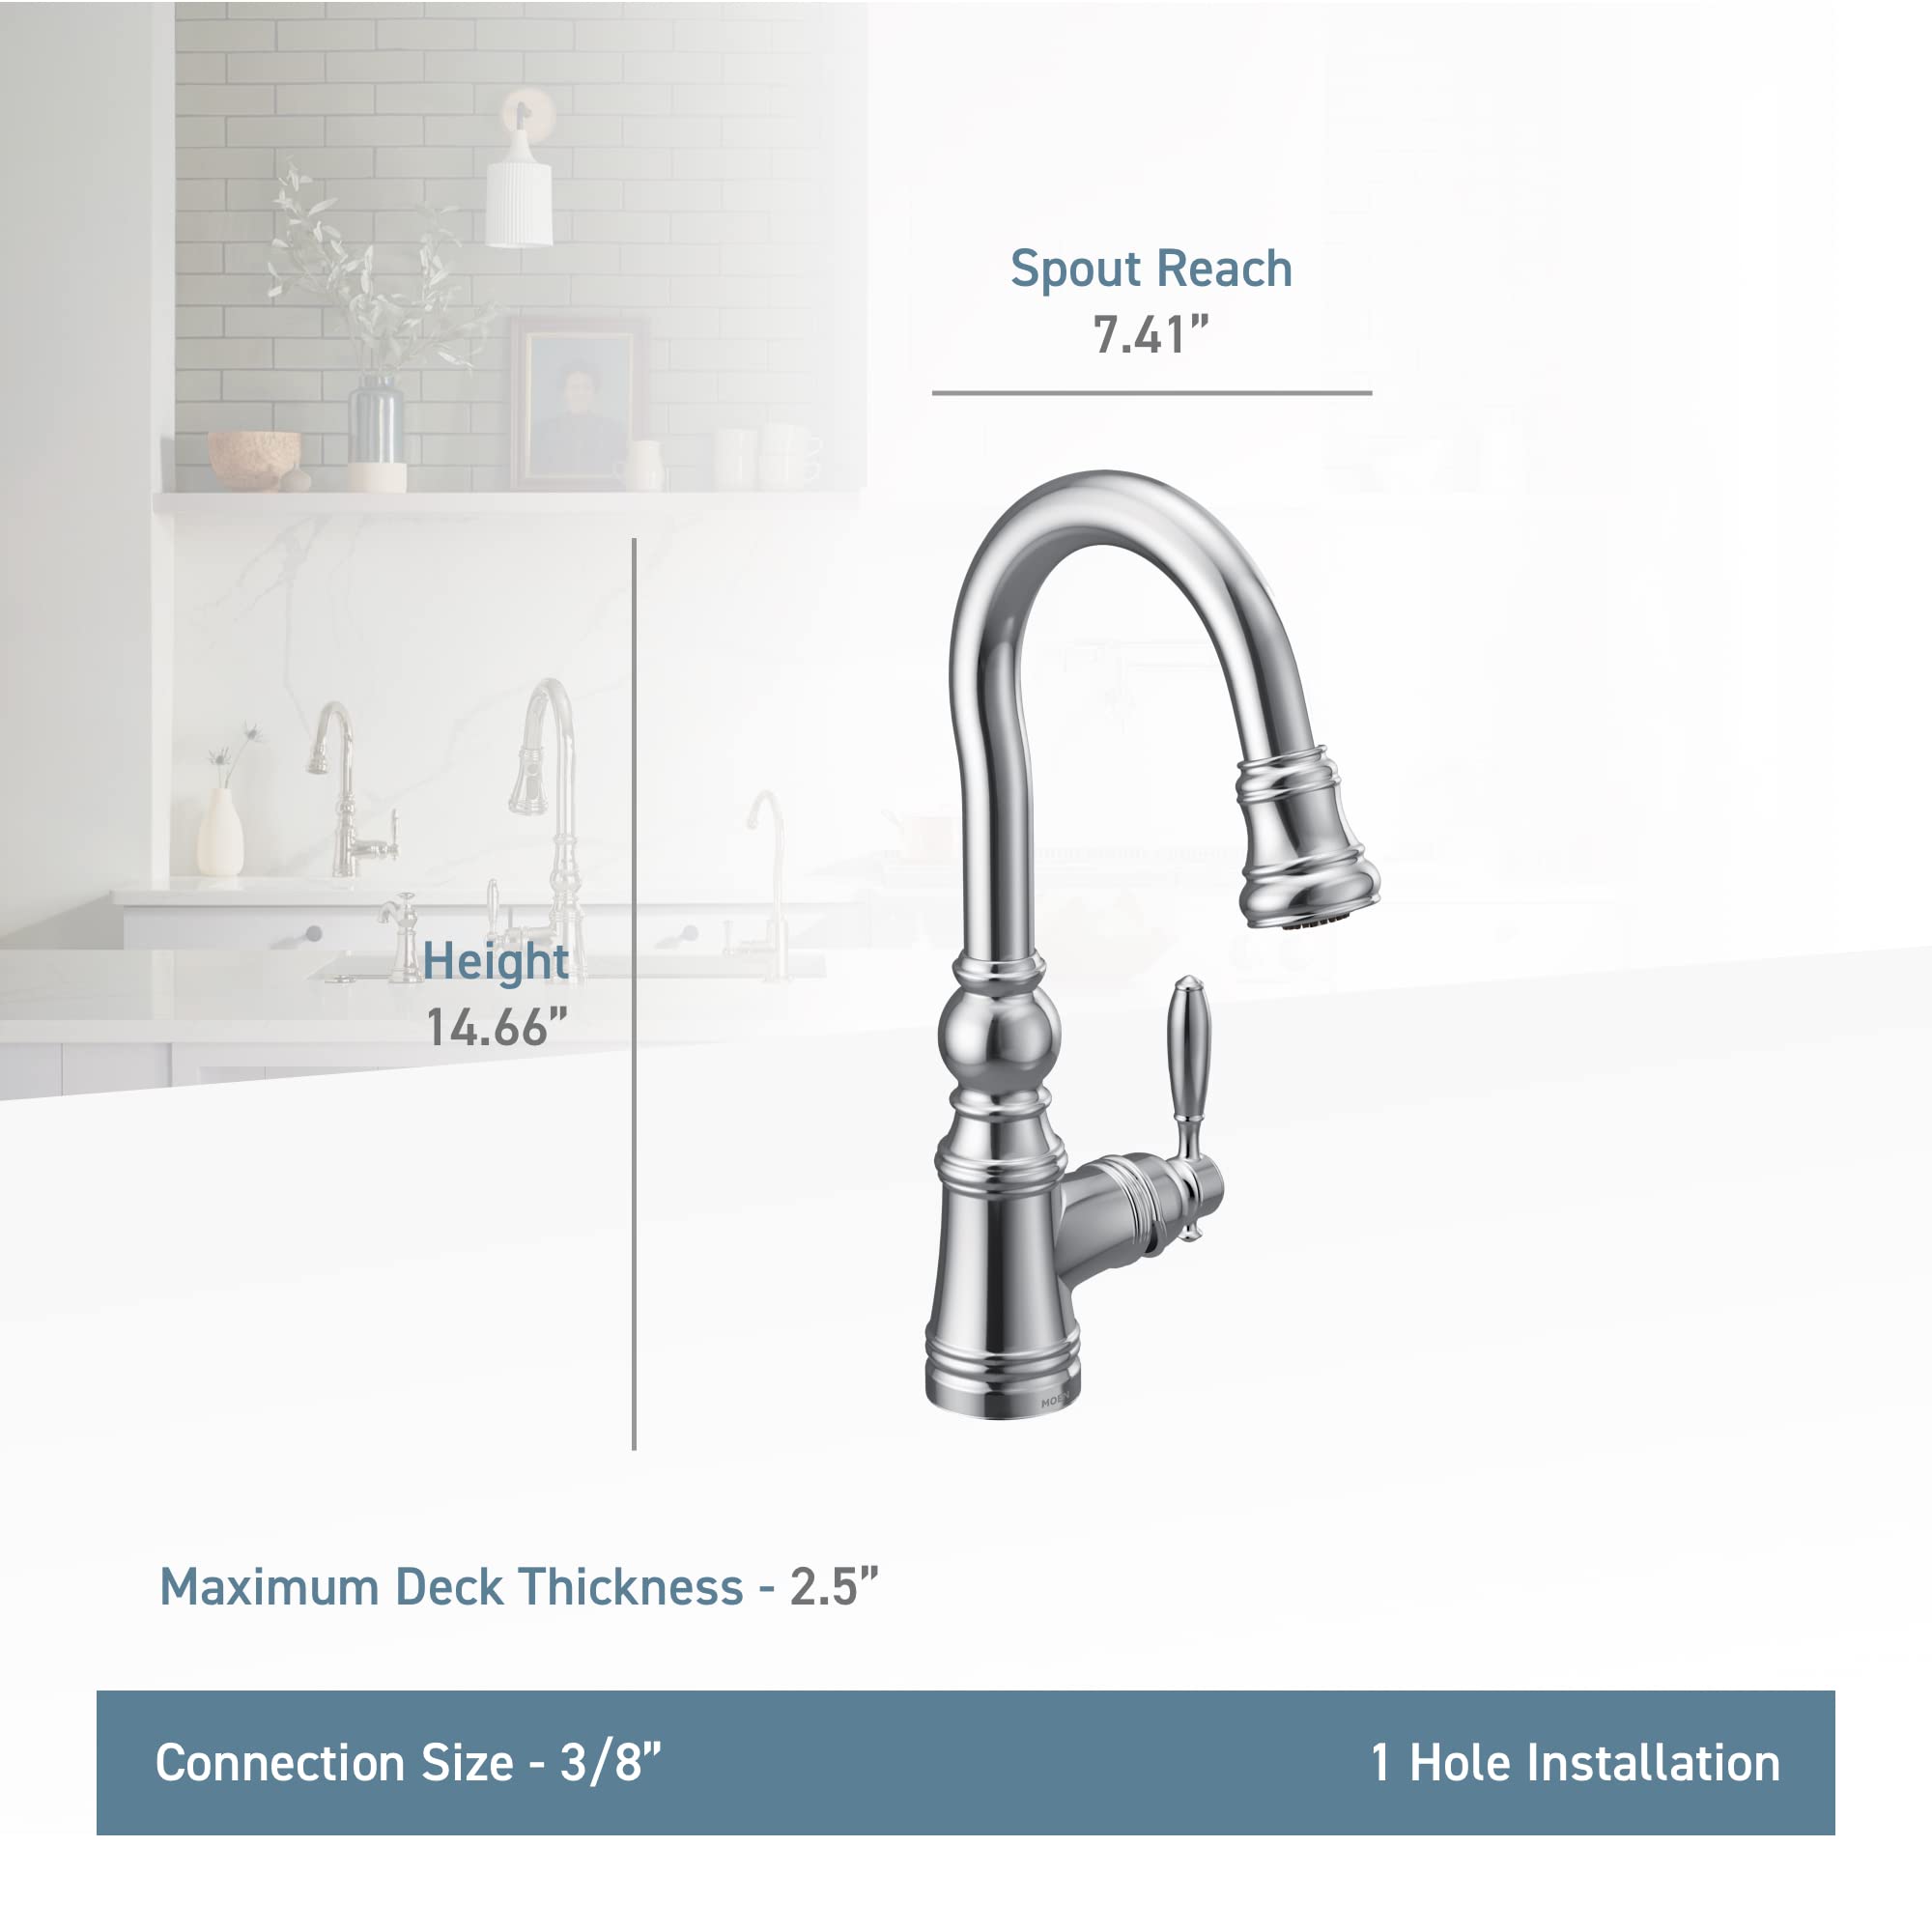 Spout Reach
7.41”
Height
14.66”
MOEN
Maximum Deck Thickness - 2.5”
Connection Size - 3/8”
1 Hole Installation